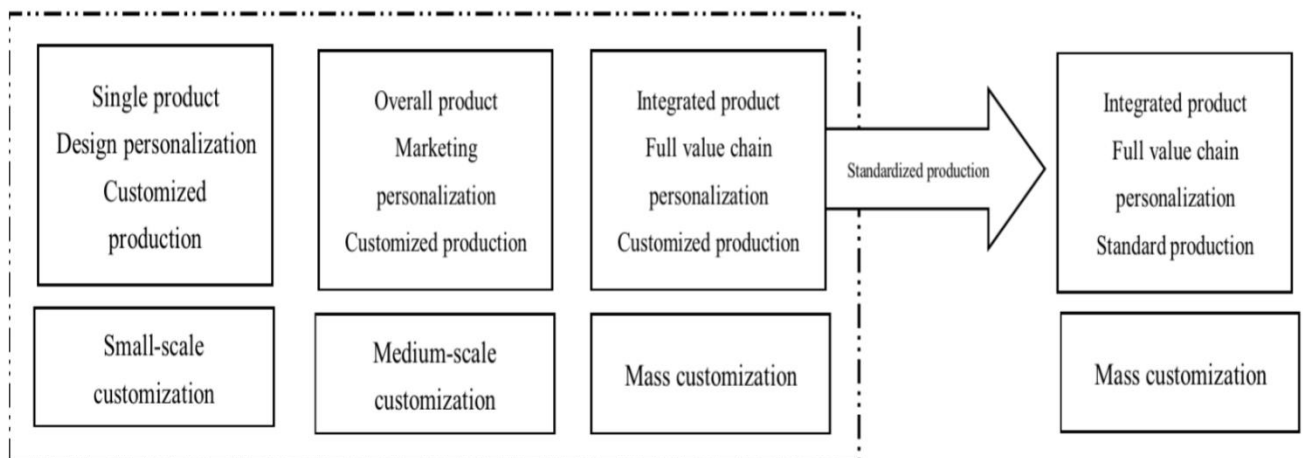 Single product
Design personalization
Customized
production
Small-scale
customization
Overall product
Marketing
personalization
Customized production
Medium-scale
customization
Integrated product
Full value chain
personalization
Customized production
Mass customization
Standardized production
Integrated product
Full value chain
personalization
Standard production
Mass customization